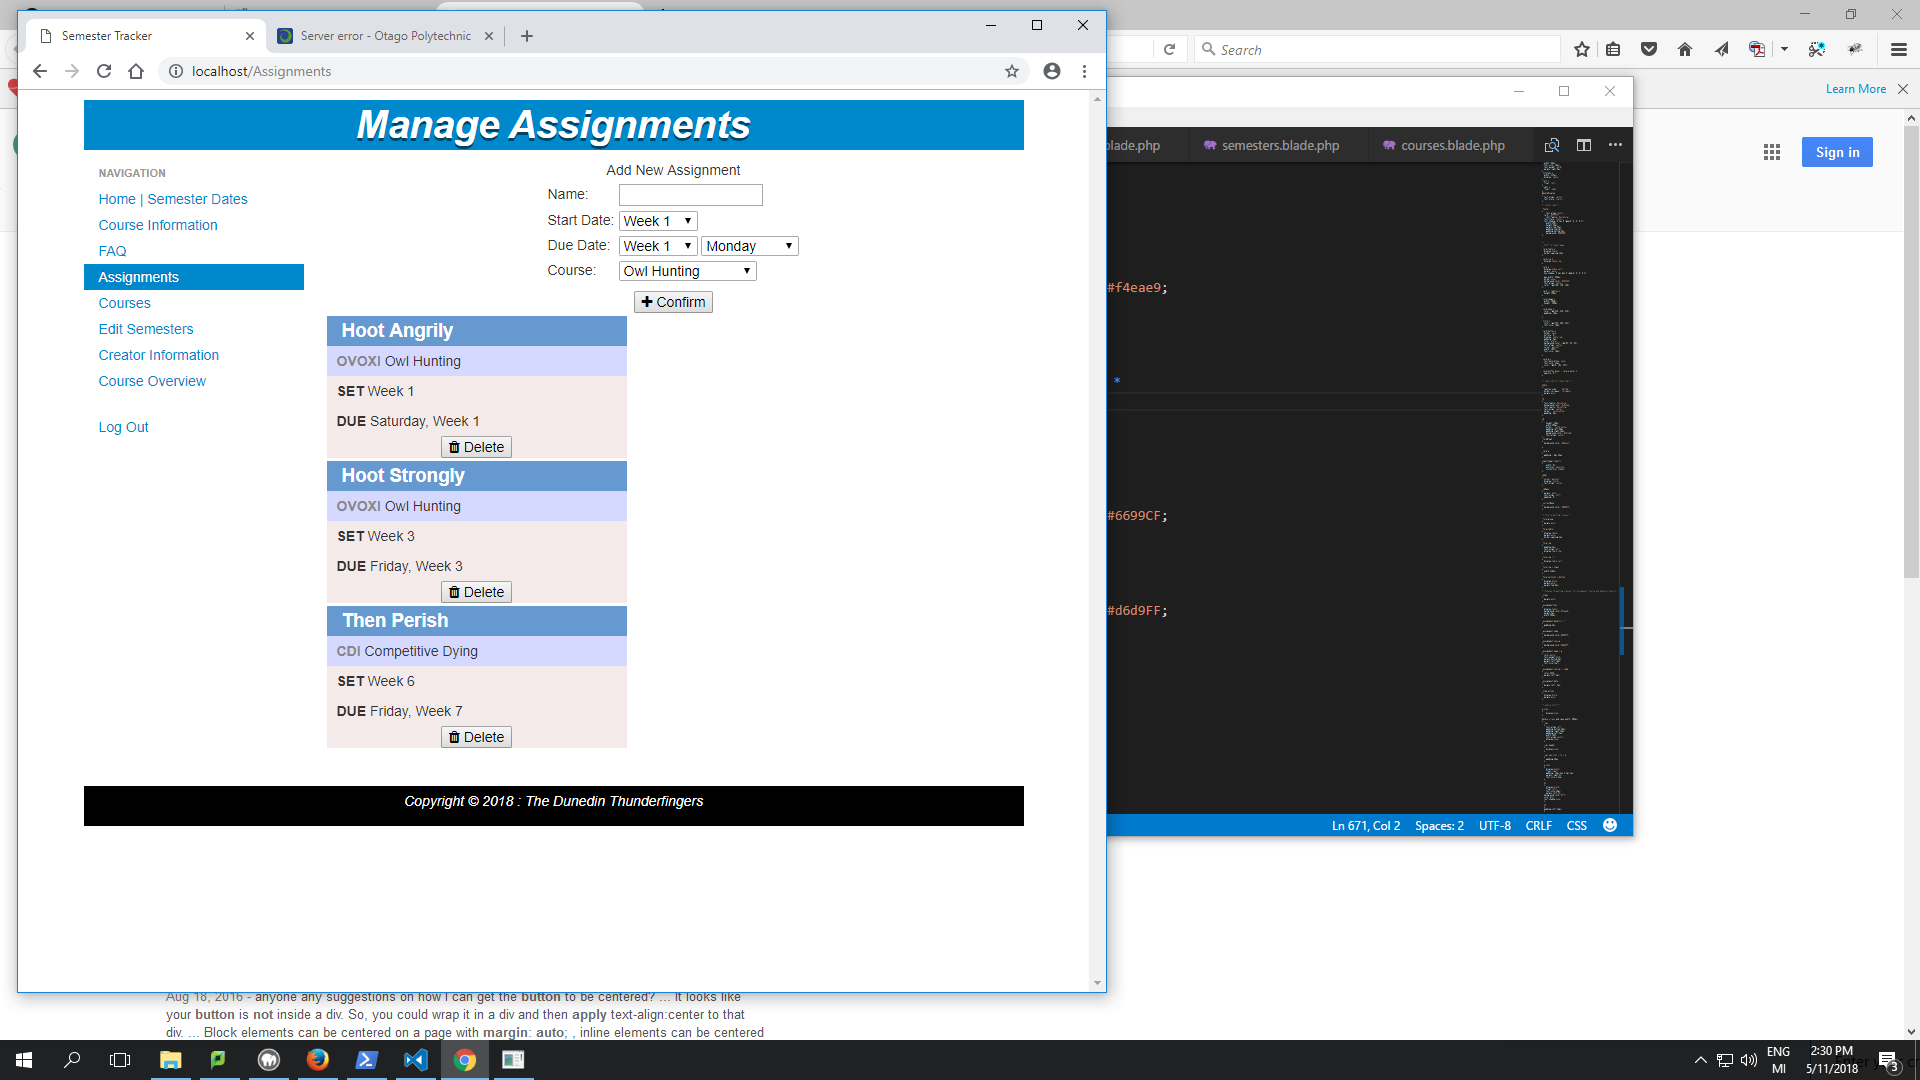 Semester Tracker
Server error - Otago Polytechnic
localhost/Assignments
Search
Learn More
Sign in
Manage Assignments
NAVIGATION
Home | Semester Dates
Course Information
FAQ
Assignments
Courses
Edit Semesters
Creator Information
Course Overview
Log Out
Add New Assignment
Name:
Start Date: Week 1
Due Date: Week 1 Monday
Course: Owl Hunting
Confirm
Hoot Angrily
OVOXI Owl Hunting
SET Week 1
DUE Saturday, Week 1
Delete
Hoot Strongly
OVOXI Owl Hunting
SET Week 3
DUE Friday, Week 3
Delete
Then Perish
CDI Competitive Dying
SET Week 6
DUE Friday, Week 7
Delete
Copyright © 2018 : The Dunedin Thunderfingers
blade.php
semesters.blade.php
courses.blade.php
#f4eae9;
*
#6699CF;
#d6d9FF;
Ln 671, Col 2 Spaces: 2 UTF-8 CRLF CSS
Aug 18, 2016 - anyone any suggestions on how I can get the button to be centered? ... It looks like
your button is not inside a div. So, you could wrap it in a div and then apply text-align:center to that
div. ... Block elements can be centered on a page with margin: auto; , inline elements can be centered
ENG
MI
2:30 PM
5/11/2018
3